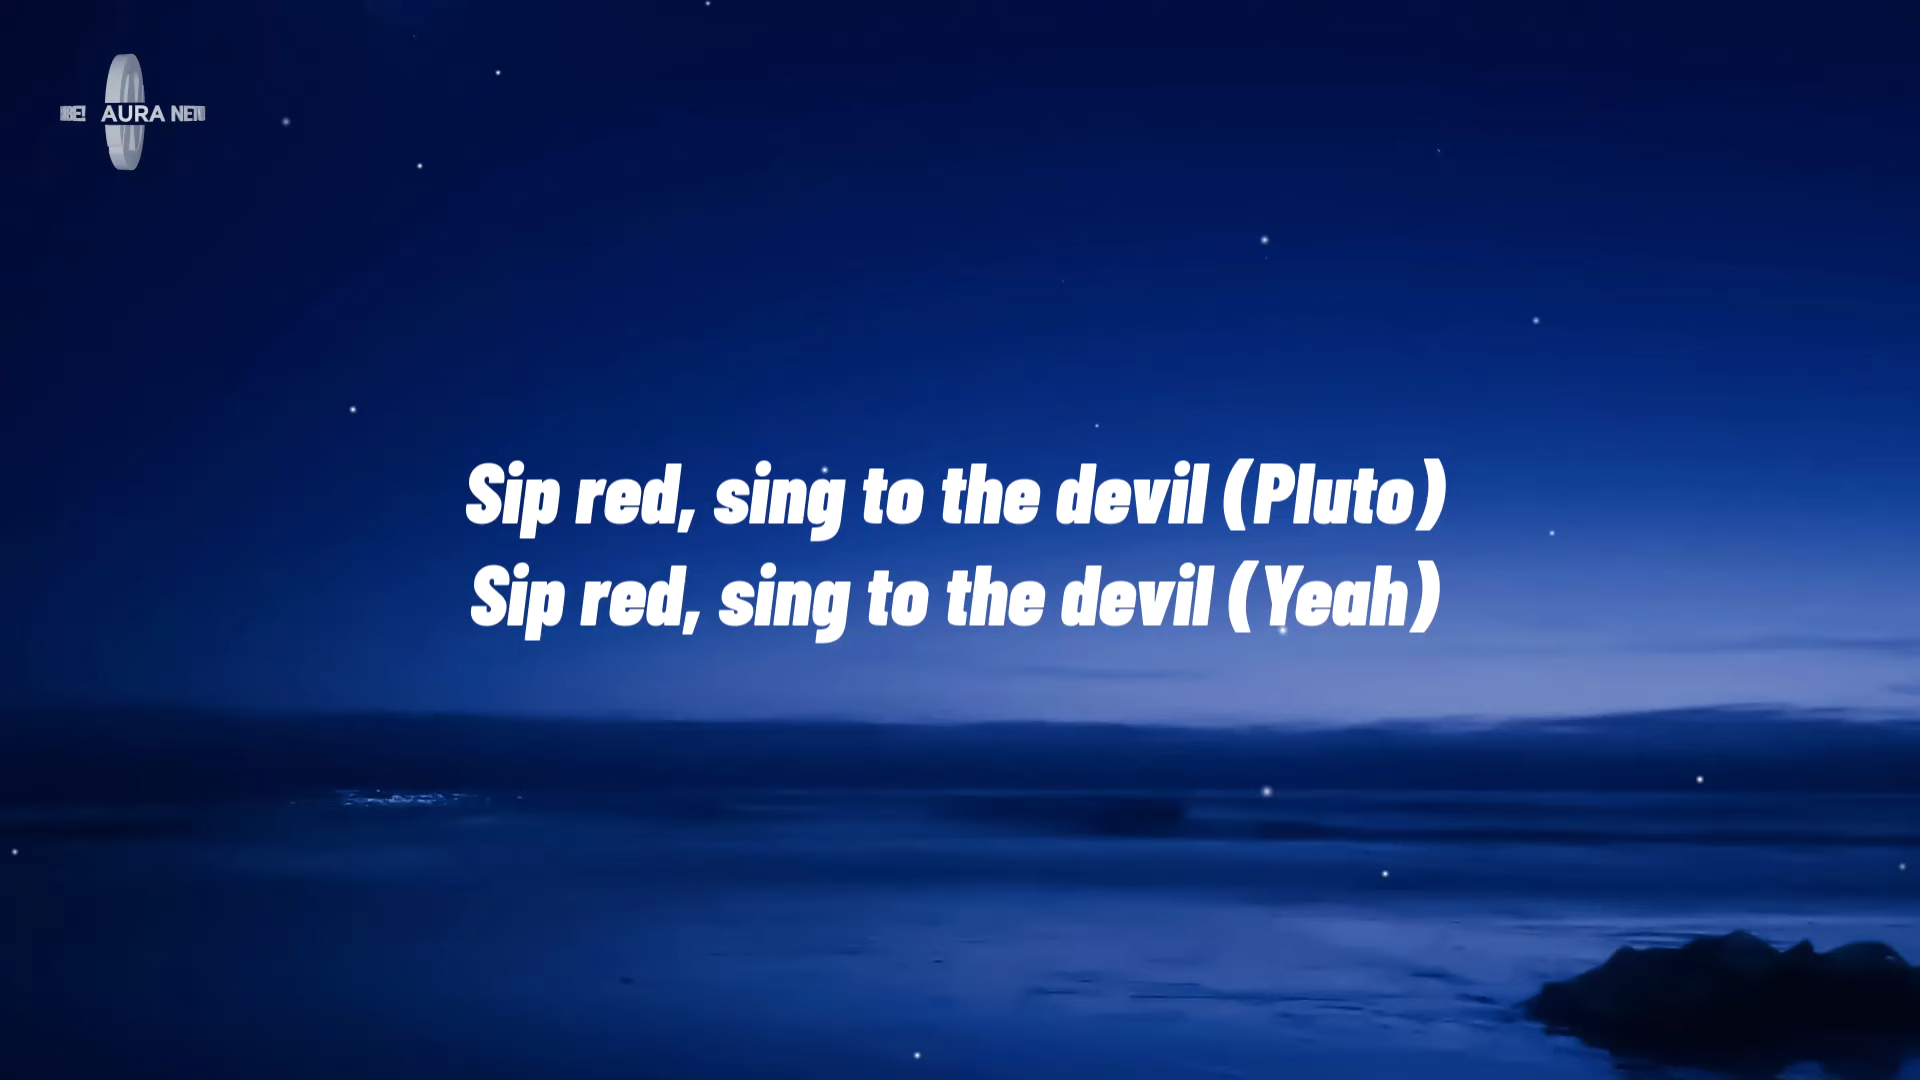 AURA
Sip red, sing to the devil (Pluto)
Sip red, sing to the devil (Yeah)